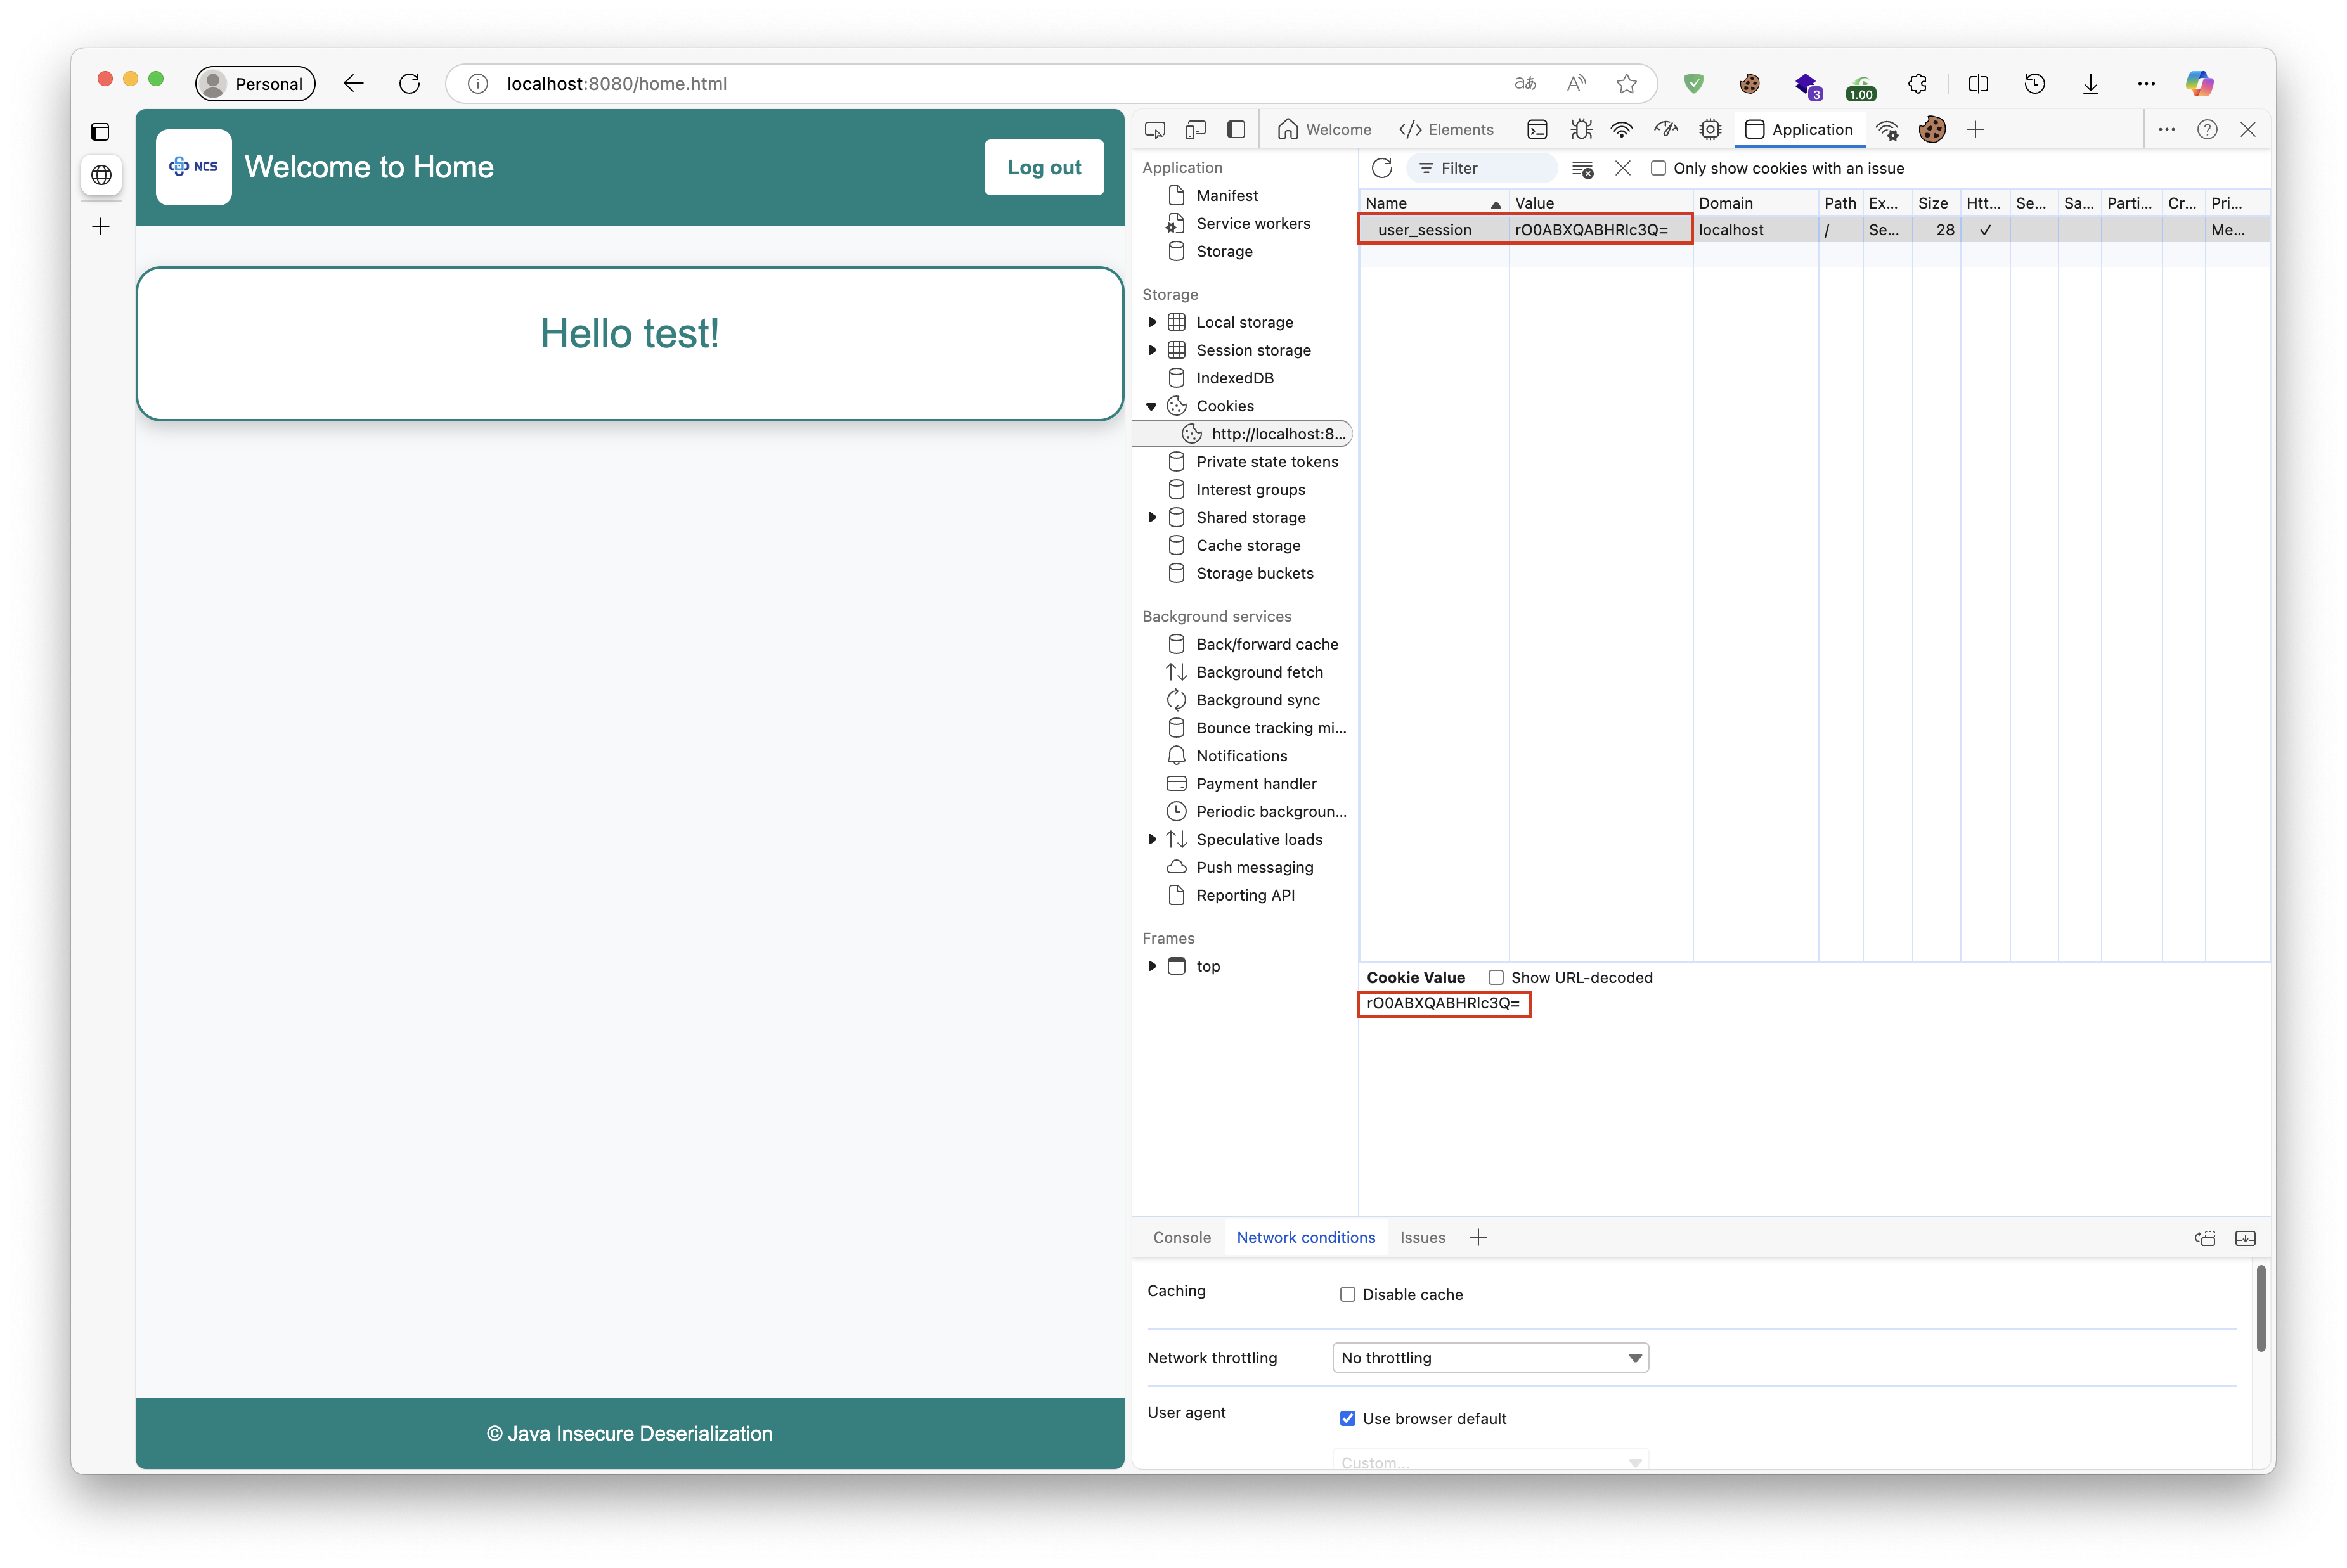 Personal
localhost:8080/home.html
3
1.00
NCS
Welcome to Home
Log out
Hello test!
© Java Insecure Deserialization
Welcome
Elements
Application
Application
Manifest
Service workers
Storage
Storage
Local storage
Session storage
IndexedDB
Cookies
http://localhost:8...
Private state tokens
Interest groups
Shared storage
Cache storage
Storage buckets
Background services
Back/forward cache
Background fetch
Background sync
Bounce tracking mi...
Notifications
Payment handler
Periodic backgroun...
Speculative loads
Push messaging
Reporting API
Frames
top
Filter
Only show cookies with an issue
Name Value Domain Path Ex... Size Htt... Se... Sa... Parti... Cr... Pri...
user_session rO0ABXQABHRlc3Q= localhost / Se... 28 ✓ Me...
Cookie Value Show URL-decoded
rO0ABXQABHRlc3Q=
Console Network conditions Issues
Caching Disable cache
Network throttling No throttling
User agent Use browser default
Custom...